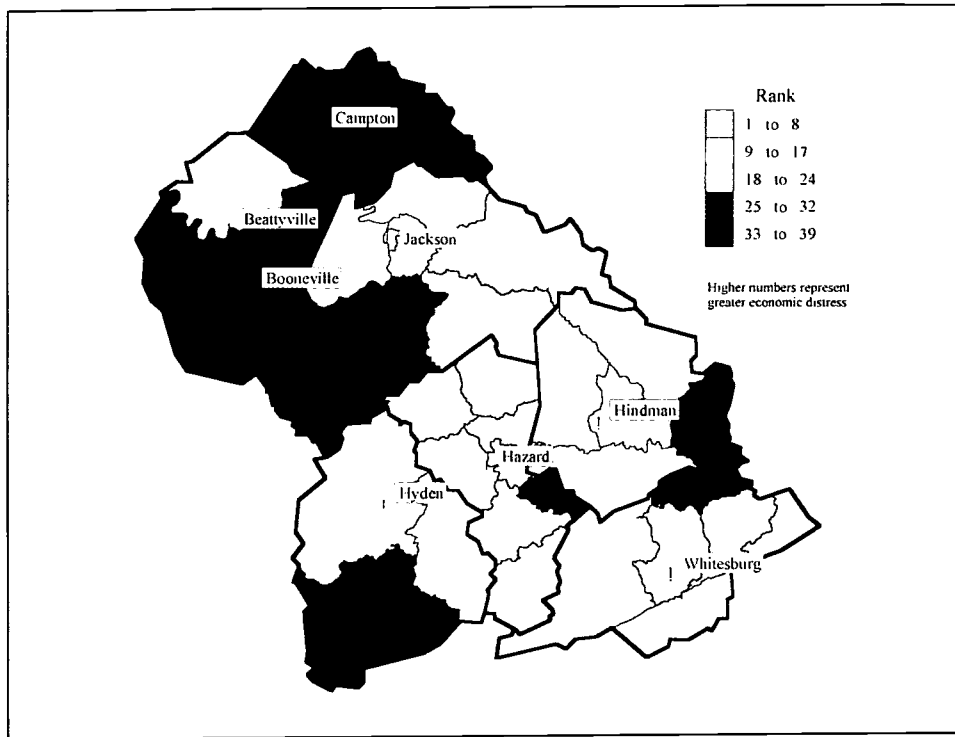 Campton
Rank
1 to 8
9 to 17
18 to 24
25 to 32
33 to 39
Higher numbers represent
greater economic distress
Beattyville
Jackson
Booneville
Hindman
Hazard
Hyden
Whitesburg